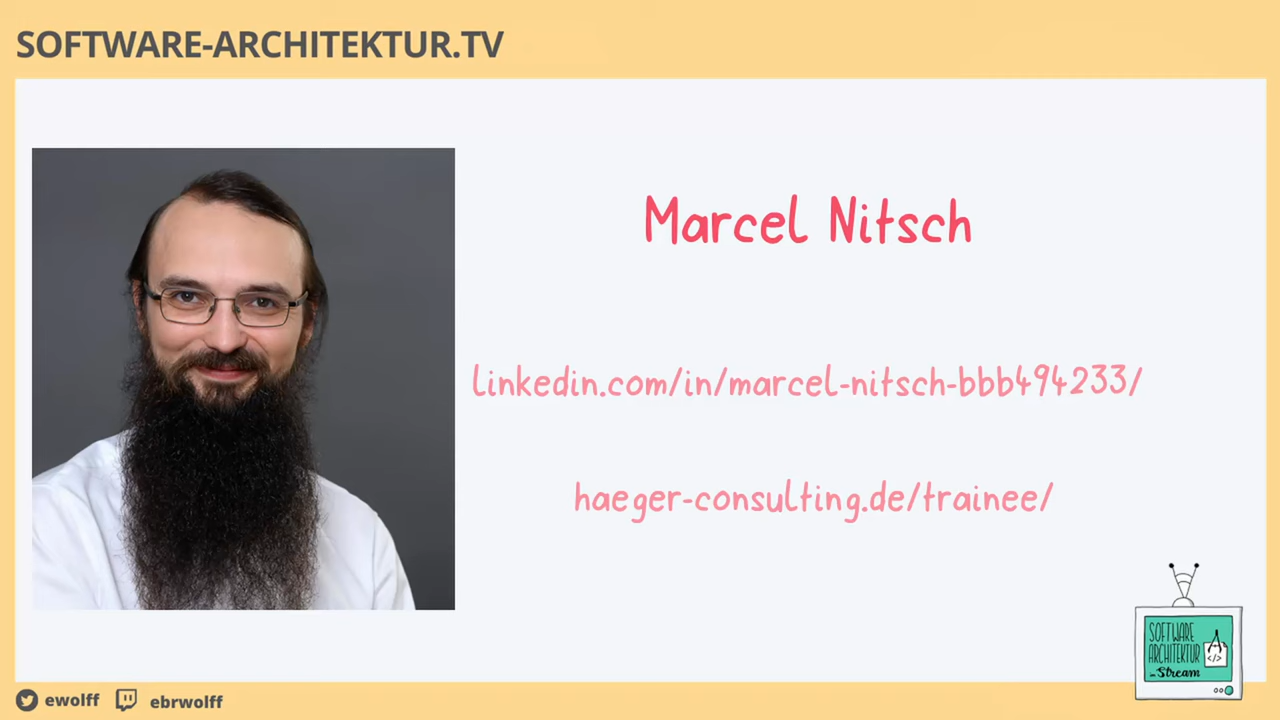 SOFTWARE-ARCHITEKTUR.TV
Marcel Nitsch
linkedin.com/in/marcel-nitsch-bbb494233/
haeger-consulting.de/trainee/
SOFTWARE
ARCHITEKTUR
im Stream
</>
ewolff ebrwolff